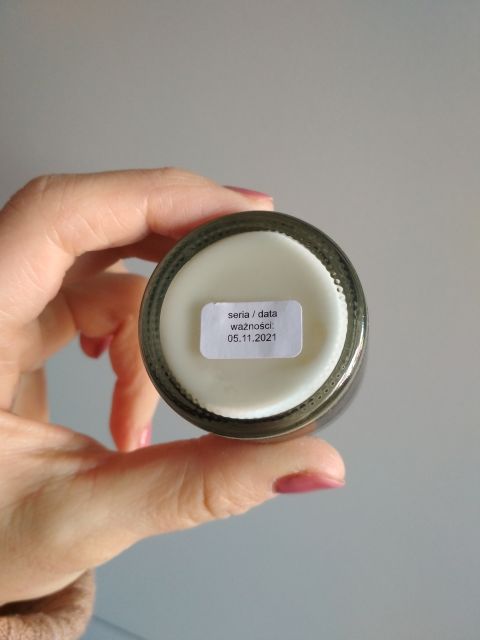 seria / data
ważności:
05.11.2021